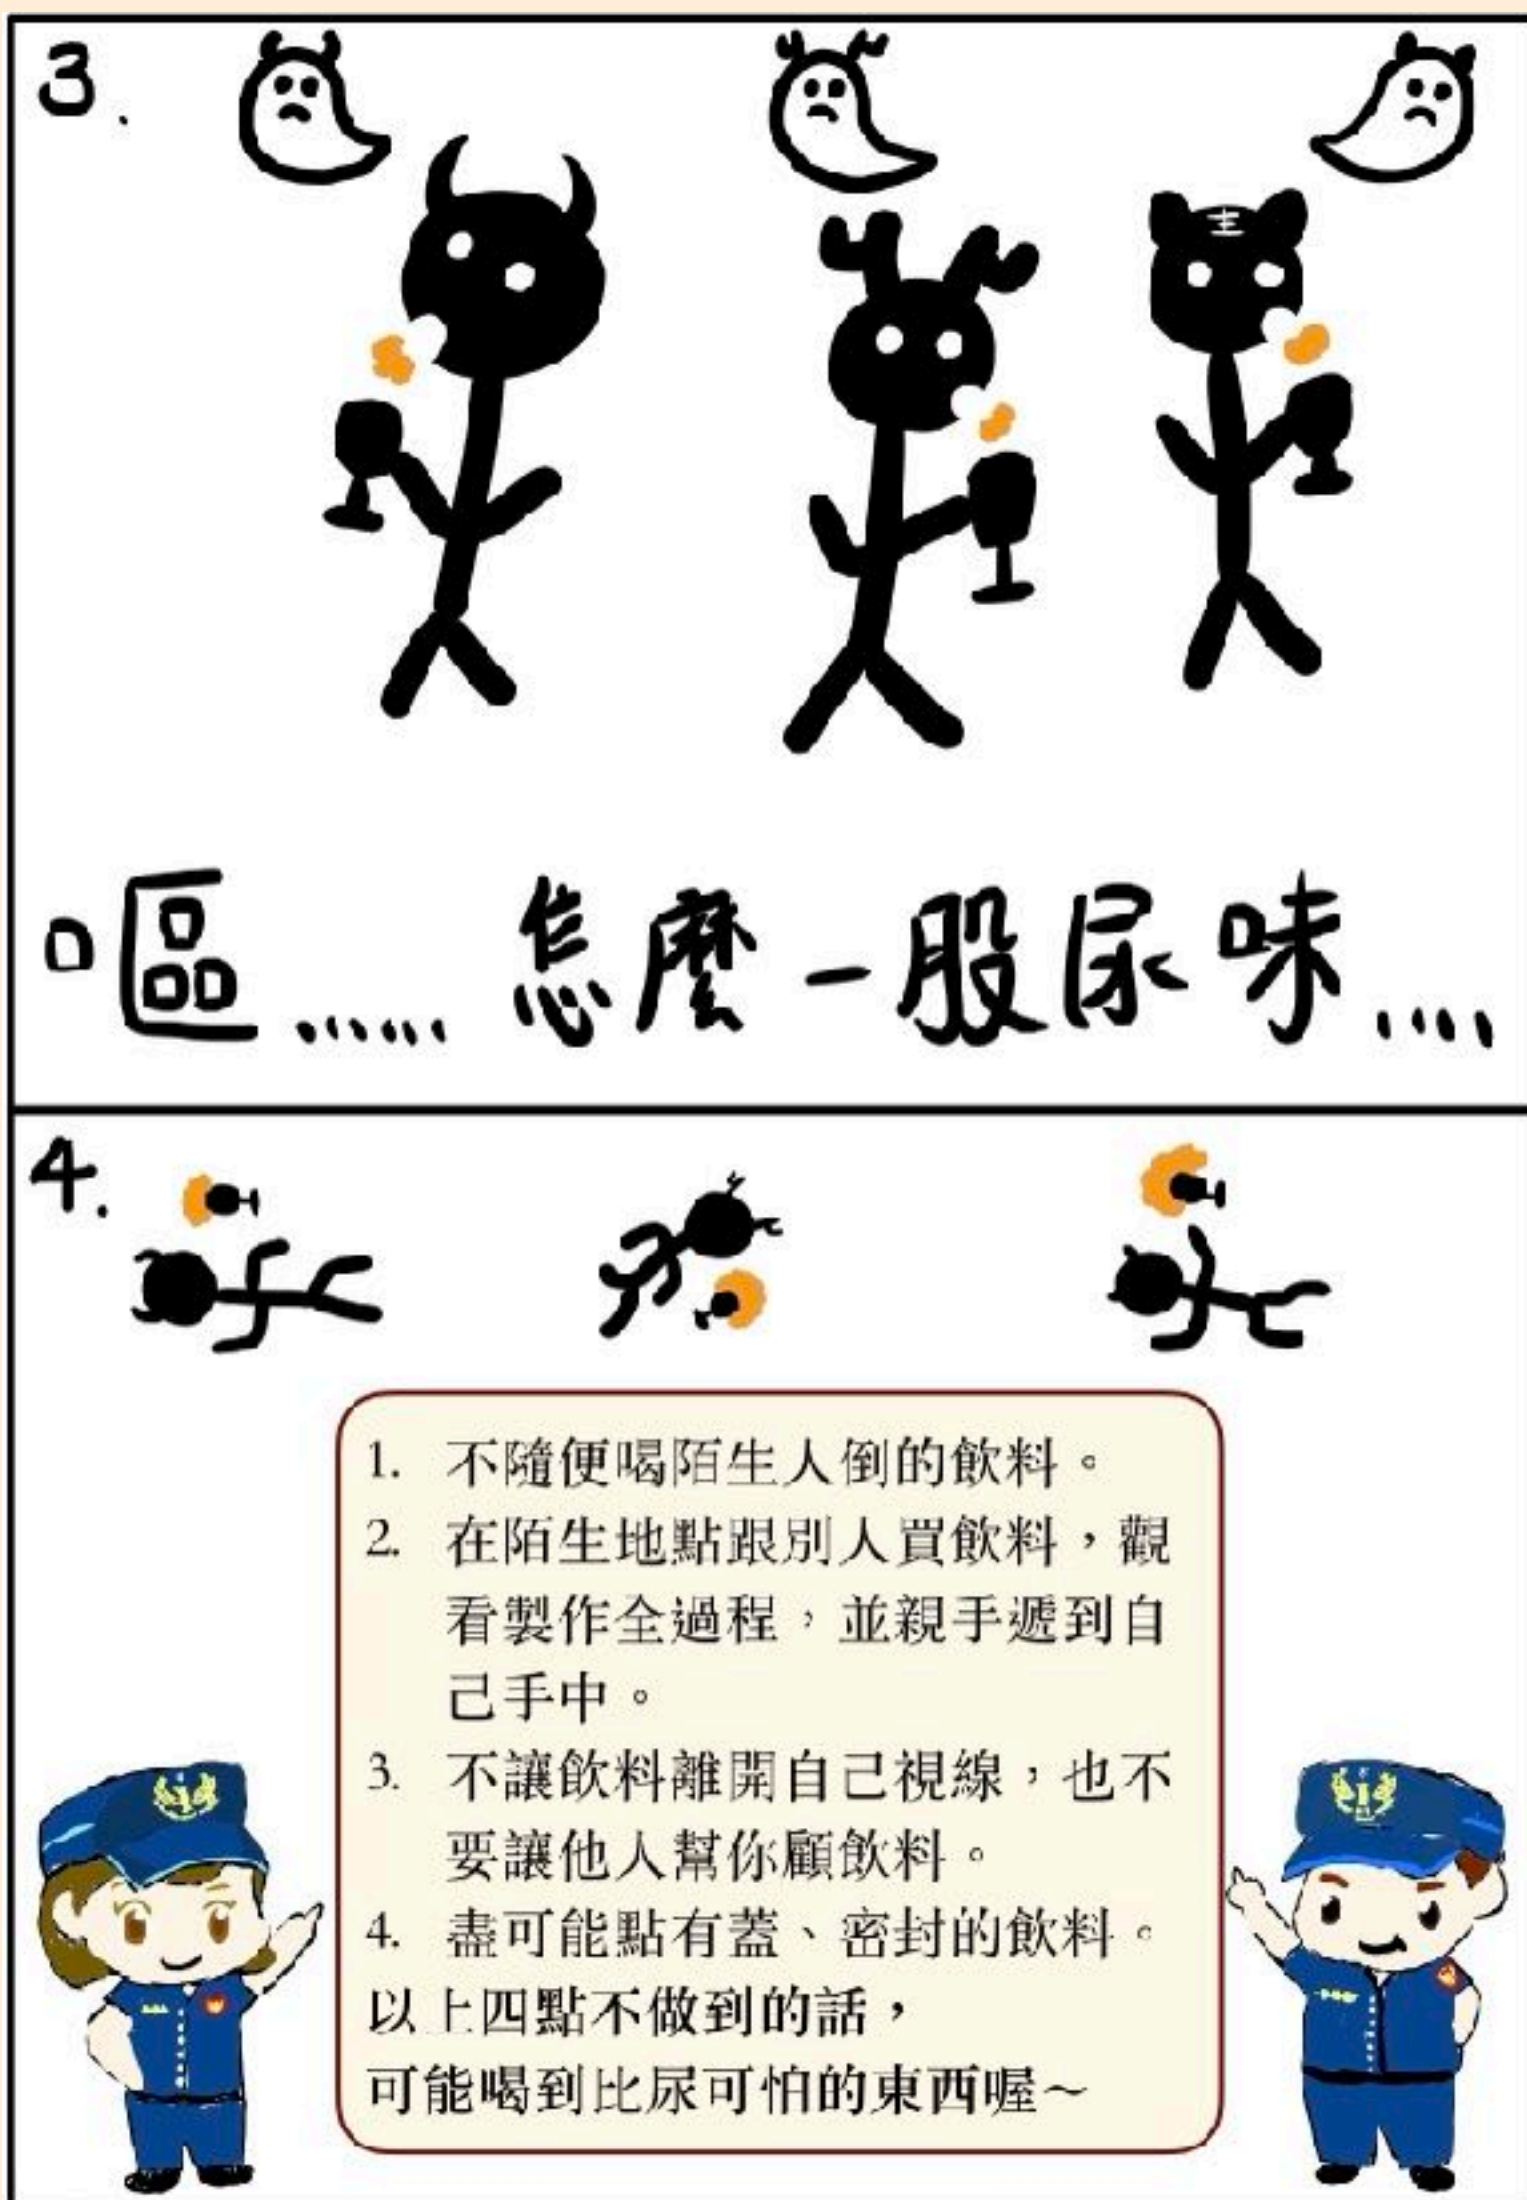 3.
嘔...... 怎麼一股尿味....
4.
1. 不隨便喝陌生人倒的飲料。
2. 在陌生地點跟別人買飲料，觀
看製作全過程，並親手遞到自
己手中。
3. 不讓飲料離開自己視線，也不
要讓他人幫你顧飲料。
4. 盡可能點有蓋、密封的飲料。
以上四點不做到的話，
可能喝到比尿可怕的東西喔～